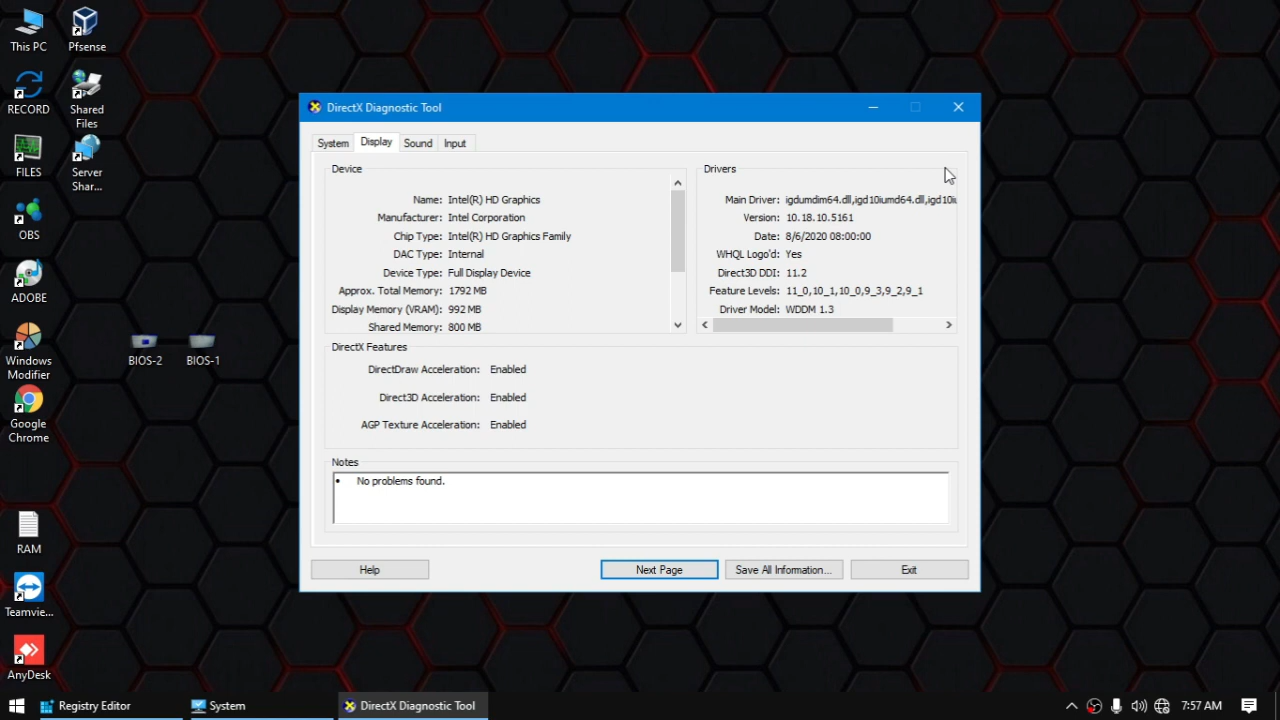 This PC
Pfsense
RECORD
Shared
Files
FILES
Server
Shar...
OBS
ADOBE
Windows
Modifier
BIOS-2
BIOS-1
Google
Chrome
RAM
Teamvie...
AnyDesk
DirectX Diagnostic Tool
System
Display
Sound
Input
Device
Name: Intel(R) HD Graphics
Manufacturer: Intel Corporation
Chip Type: Intel(R) HD Graphics Family
DAC Type: Internal
Device Type: Full Display Device
Approx. Total Memory: 1792 MB
Display Memory (VRAM): 992 MB
Shared Memory: 800 MB
Drivers
Main Driver: igdumdim64.dll,igd10iumd64.dll,igd10iu
Version: 10.18.10.5161
Date: 8/6/2020 08:00:00
WHQL Logo'd: Yes
Direct3D DDI: 11.2
Feature Levels: 11_0,10_1,10_0,9_3,9_2,9_1
Driver Model: WDDM 1.3
DirectX Features
DirectDraw Acceleration: Enabled
Direct3D Acceleration: Enabled
AGP Texture Acceleration: Enabled
Notes
• No problems found.
Help
Next Page
Save All Information...
Exit
Registry Editor
System
DirectX Diagnostic Tool
7:57 AM